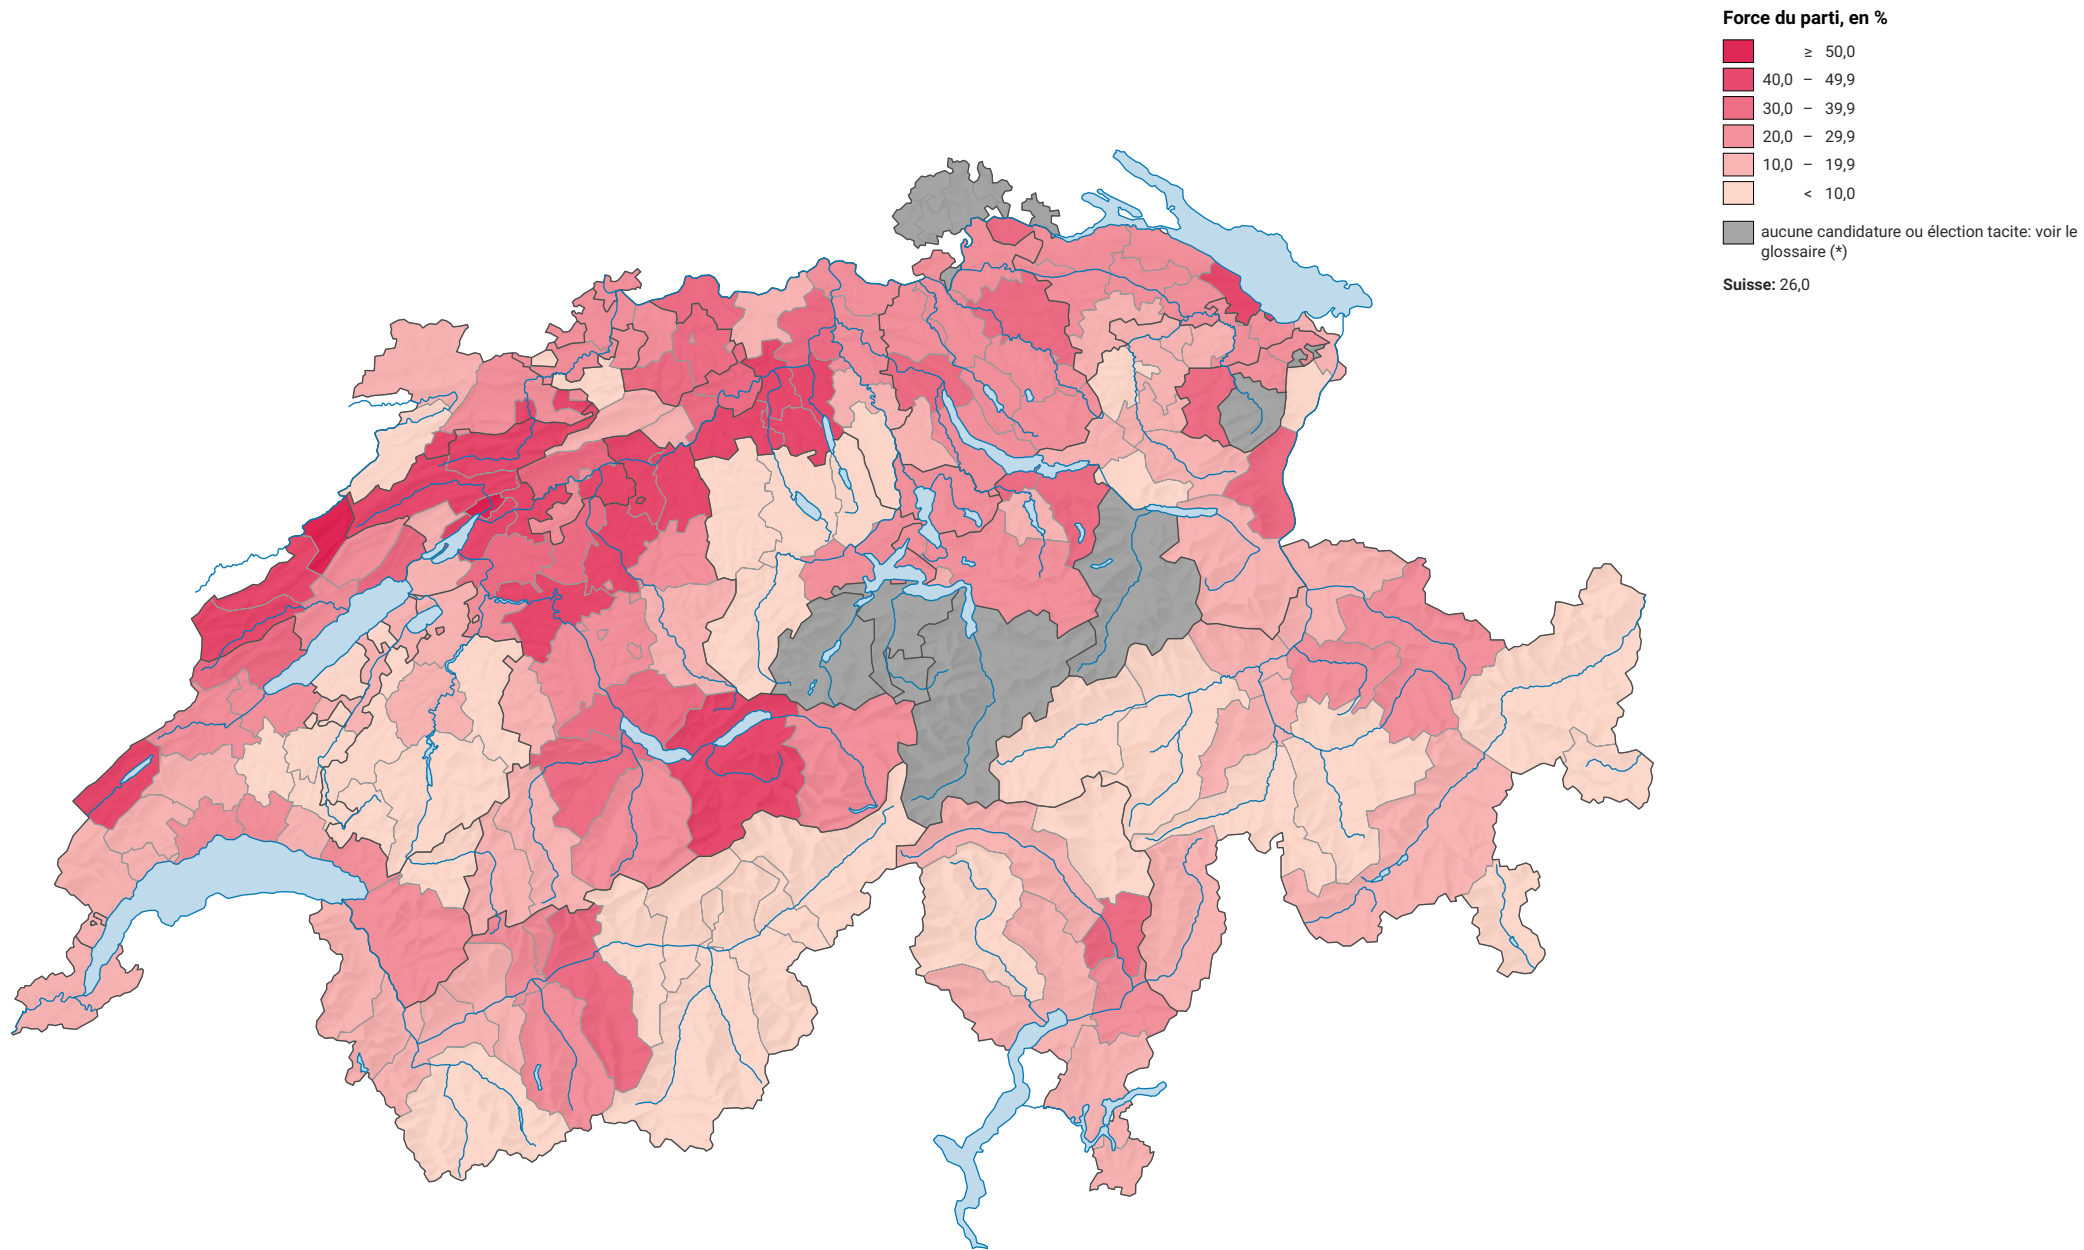 Force du parti, en %
≥ 50,0
40,0 – 49,9
30,0 – 39,9
20,0 – 29,9
10,0 – 19,9
< 10,0
aucune candidature ou élection tacite: voir le
glossaire (*)
Suisse: 26,0